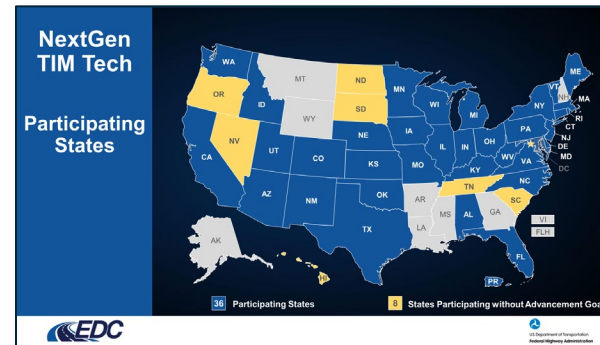 NextGen
TIM Tech
Participating
States
WA
OR
CA
NV
ID
MT
WY
UT
AZ
CO
NM
ND
SD
NE
KS
OK
TX
MN
IA
MO
AR
LA
WI
IL
MI
IN
OH
KY
TN
MS
AL
GA
FL
SC
NC
VA
WV
PA
NY
VT
NH
ME
MA
RI
CT
NJ
DE
MD
DC
VI
FLH
PR
AK
HI
36 Participating States
8 States Participating without Advancement Goa
EDC
U.S. Department of Transportation
Federal Highway Administration